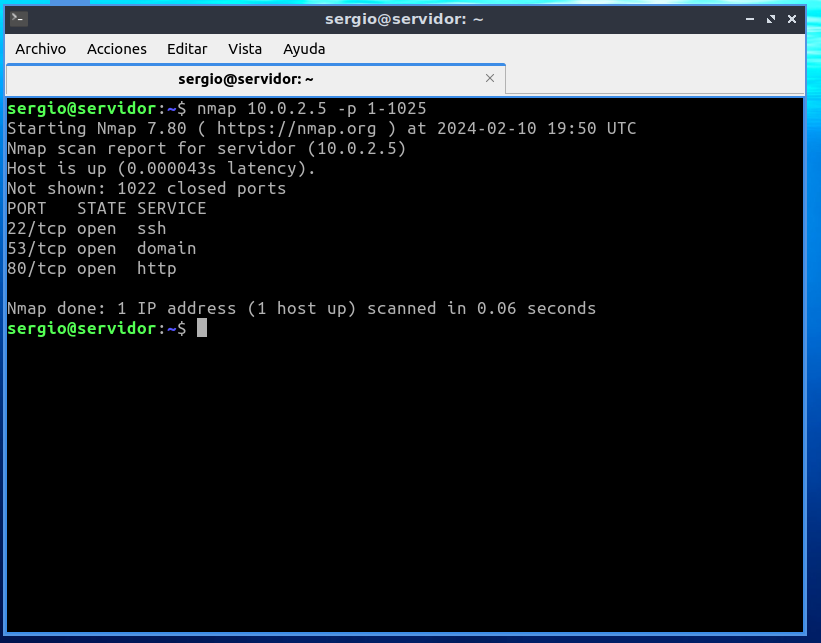 sergio@servidor: ~
Archivo Acciones Editar Vista Ayuda
sergio@servidor: ~
sergio@servidor:~$ nmap 10.0.2.5 -p 1-1025
Starting Nmap 7.80 ( https://nmap.org ) at 2024-02-10 19:50 UTC
Nmap scan report for servidor (10.0.2.5)
Host is up (0.000043s latency).
Not shown: 1022 closed ports
PORT   STATE SERVICE
22/tcp open  ssh
53/tcp open  domain
80/tcp open  http
Nmap done: 1 IP address (1 host up) scanned in 0.06 seconds
sergio@servidor:~$